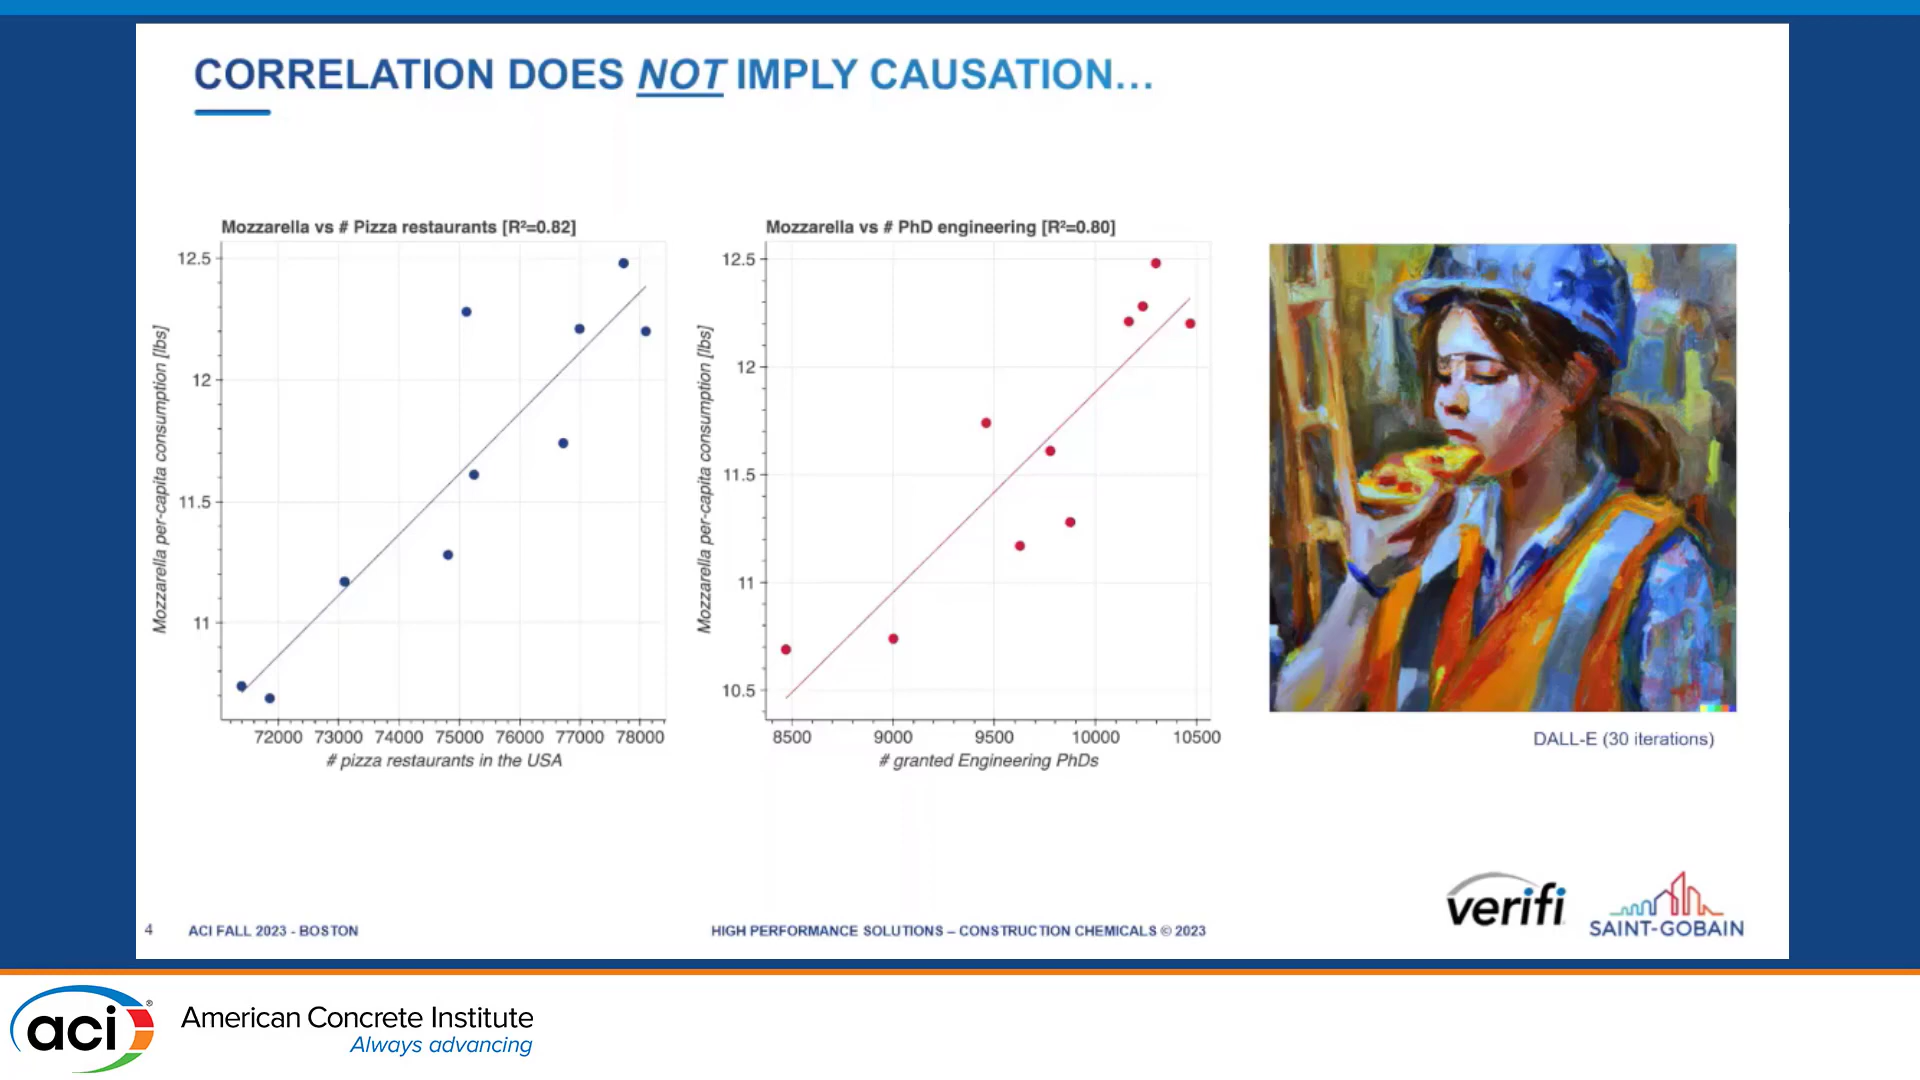 CORRELATION DOES NOT IMPLY CAUSATION...
Mozzarella vs # Pizza restaurants [R²=0.82]
12.5
12
11.5
11
Mozzarella per-capita consumption [lbs]
72000 73000 74000 75000 76000 77000 78000
# pizza restaurants in the USA
Mozzarella vs # PhD engineering [R²=0.80]
12.5
12
11.5
11
10.5
Mozzarella per-capita consumption [lbs]
8500 9000 9500 10000 10500
# granted Engineering PhDs
DALL-E (30 iterations)
verifi
SAINT-GOBAIN
4 ACI FALL 2023 - BOSTON
HIGH PERFORMANCE SOLUTIONS – CONSTRUCTION CHEMICALS © 2023
aci®
American Concrete Institute
Always advancing